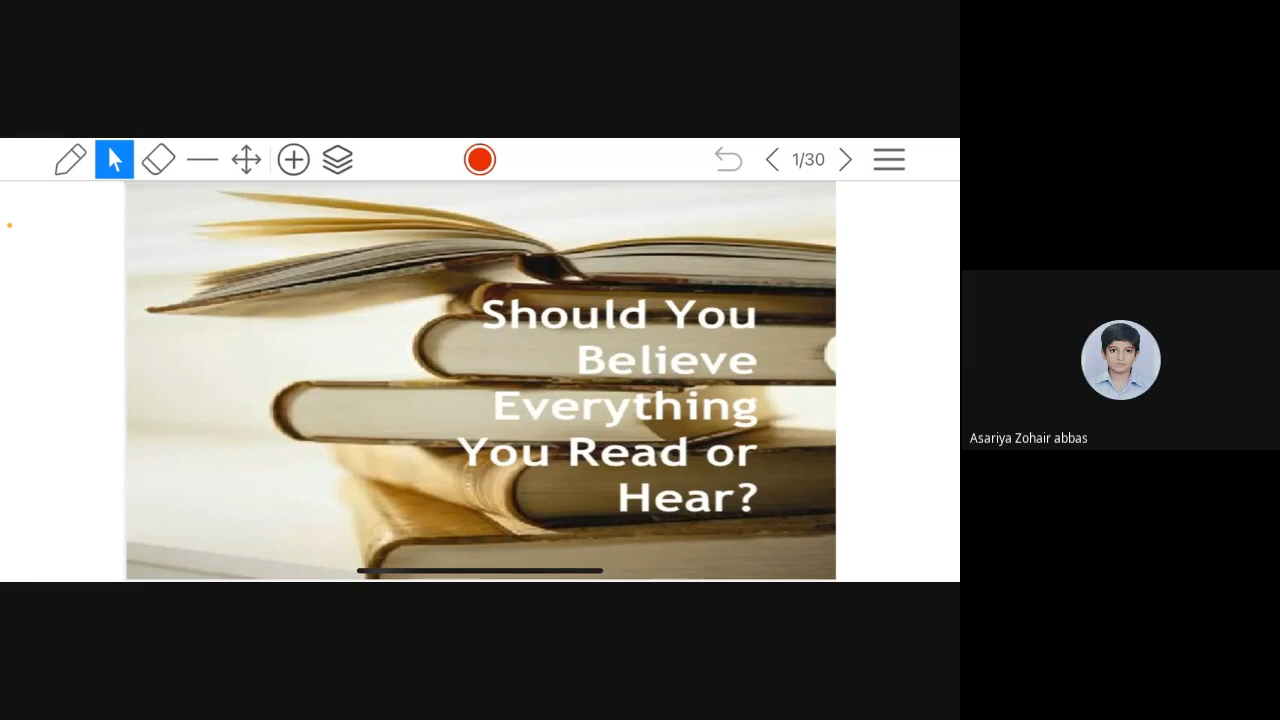 1/30
Should You
Believe
Everything
You Read or
Hear?
Asariya Zohair abbas